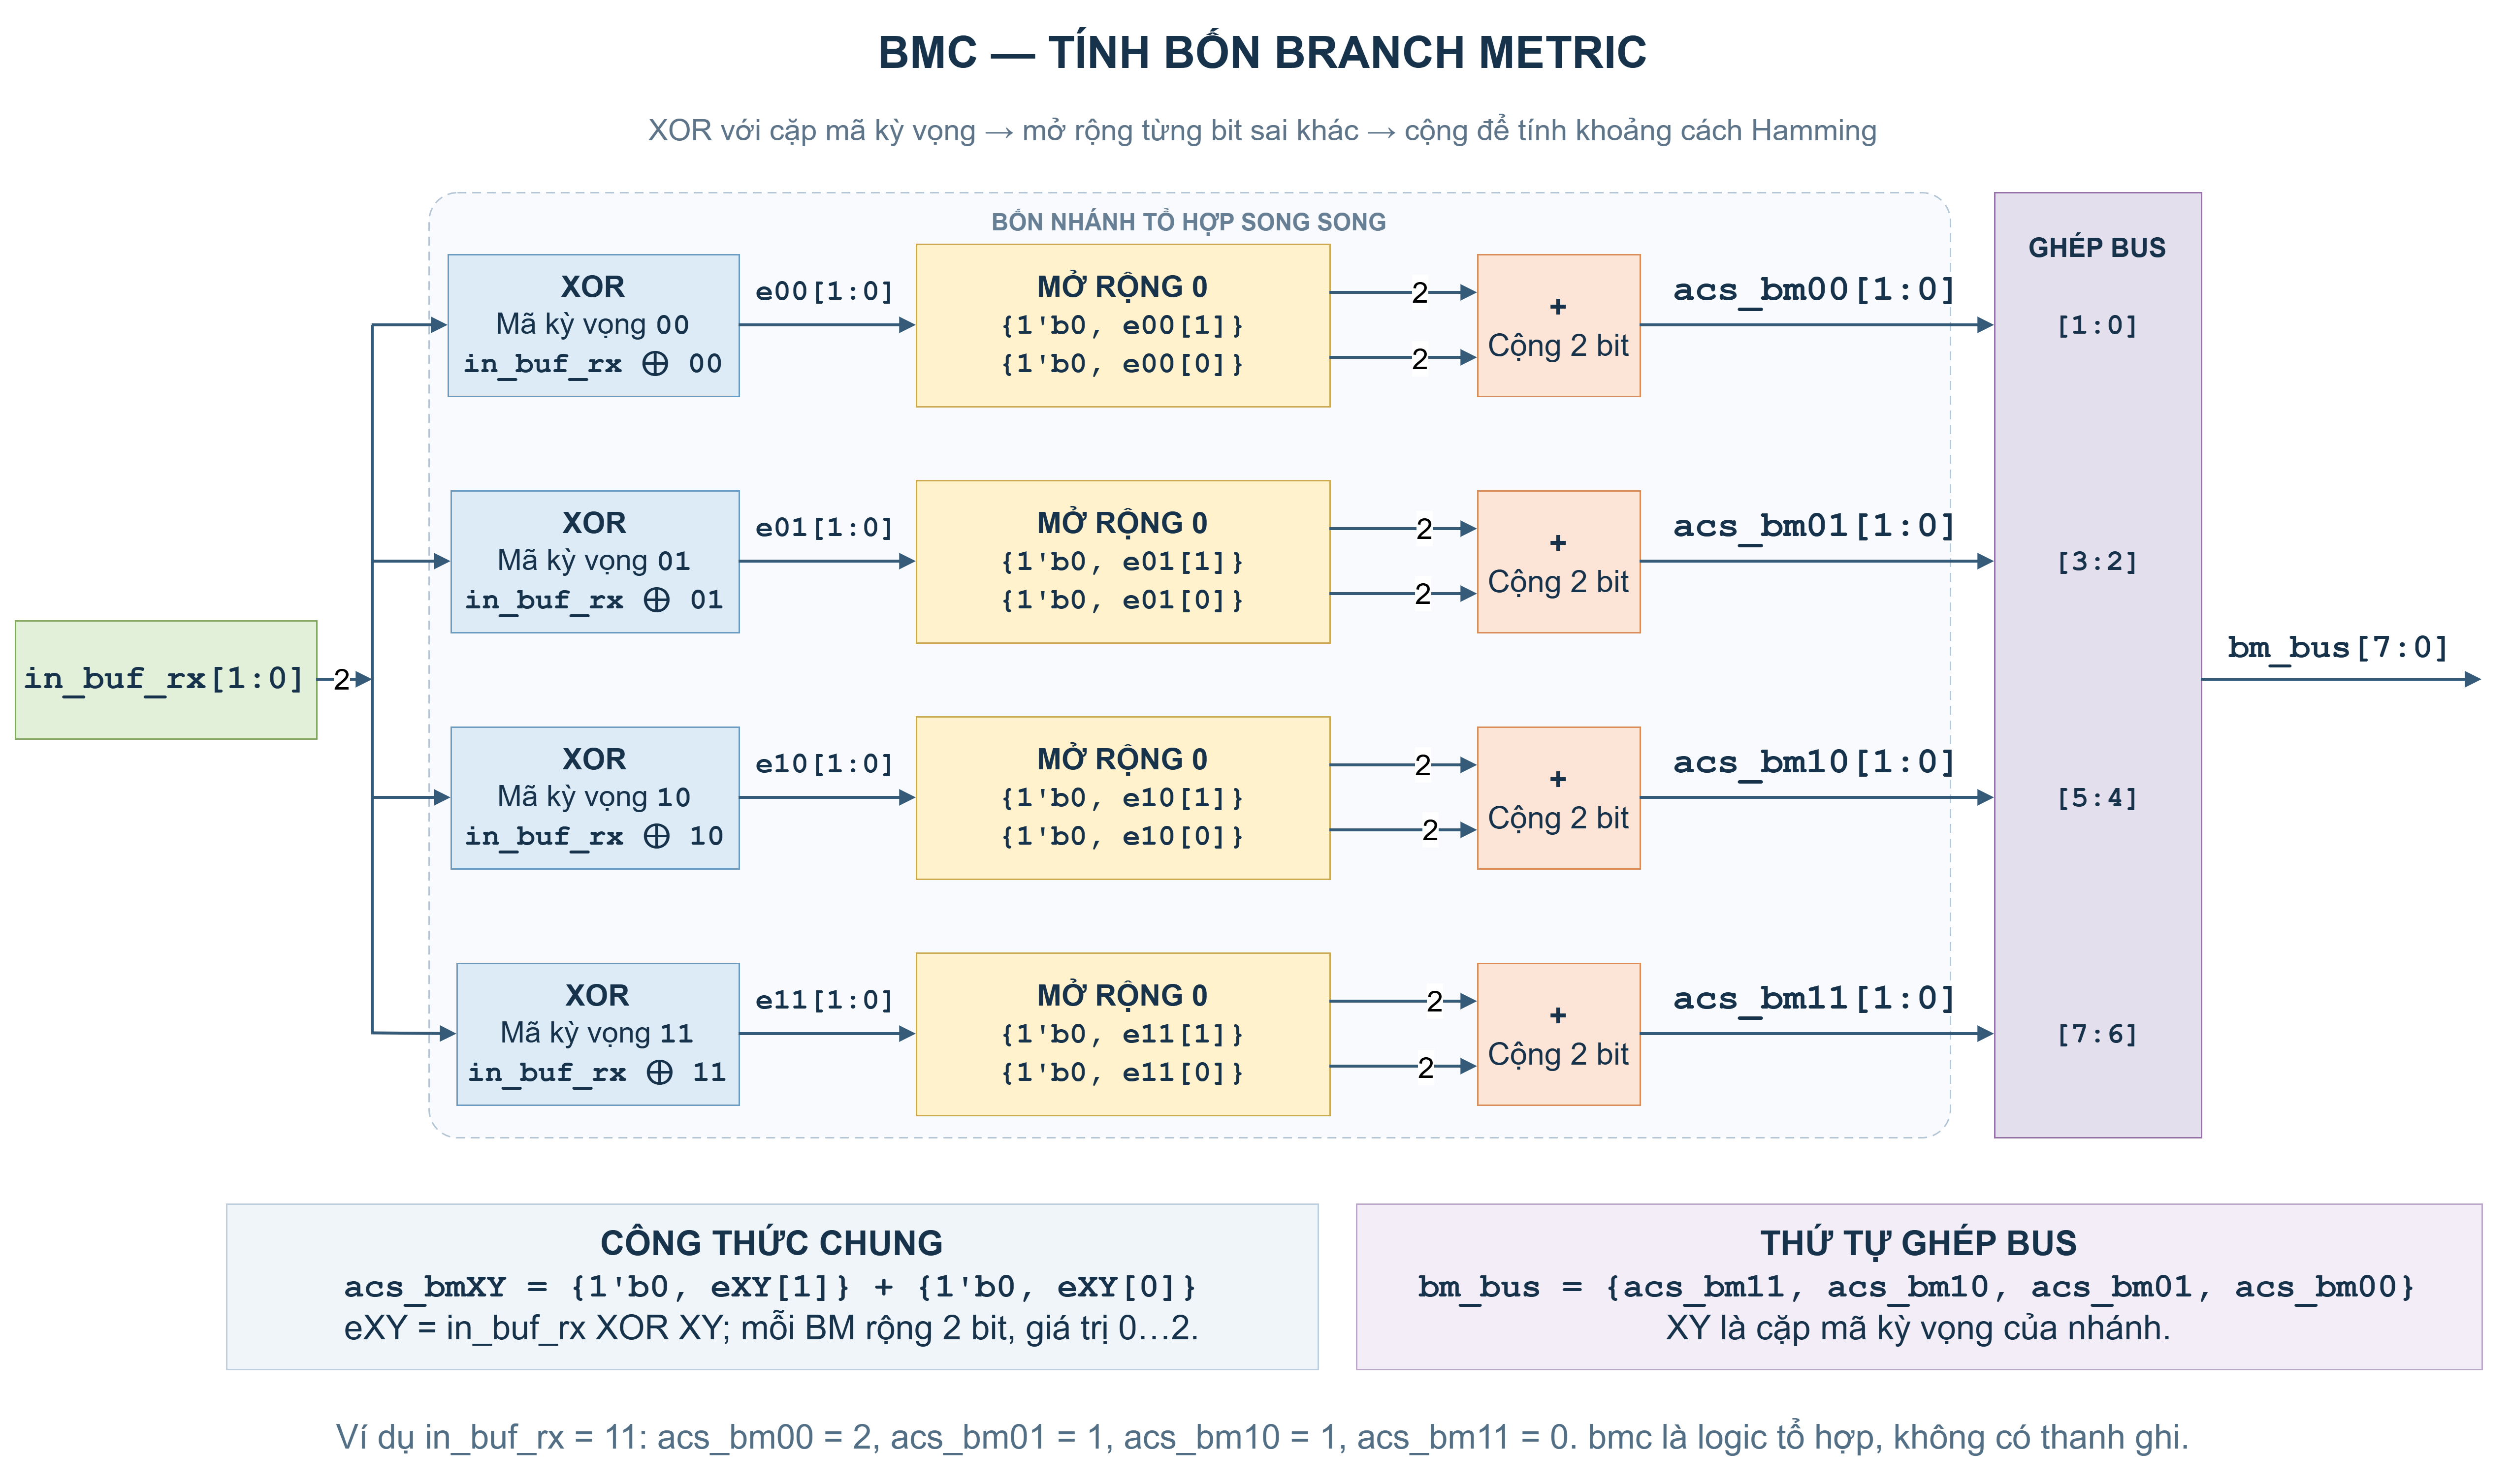 BMC — TÍNH BỐN BRANCH METRIC
XOR với cặp mã kỳ vọng → mở rộng từng bit sai khác → cộng để tính khoảng cách Hamming
BỐN NHÁNH TỔ HỢP SONG SONG
GHÉP BUS
XOR
Mã kỳ vọng 00
in_buf_rx ⊕ 00
e00[1:0]
MỞ RỘNG 0
{1'b0, e00[1]}
{1'b0, e00[0]}
2
2
+
Cộng 2 bit
acs_bm00[1:0]
[1:0]
XOR
Mã kỳ vọng 01
in_buf_rx ⊕ 01
e01[1:0]
MỞ RỘNG 0
{1'b0, e01[1]}
{1'b0, e01[0]}
2
2
+
Cộng 2 bit
acs_bm01[1:0]
[3:2]
in_buf_rx[1:0]
2
bm_bus[7:0]
XOR
Mã kỳ vọng 10
in_buf_rx ⊕ 10
e10[1:0]
MỞ RỘNG 0
{1'b0, e10[1]}
{1'b0, e10[0]}
2
2
+
Cộng 2 bit
acs_bm10[1:0]
[5:4]
XOR
Mã kỳ vọng 11
in_buf_rx ⊕ 11
e11[1:0]
MỞ RỘNG 0
{1'b0, e11[1]}
{1'b0, e11[0]}
2
2
+
Cộng 2 bit
acs_bm11[1:0]
[7:6]
CÔNG THỨC CHUNG
acs_bmXY = {1'b0, eXY[1]} + {1'b0, eXY[0]}
eXY = in_buf_rx XOR XY; mỗi BM rộng 2 bit, giá trị 0…2.
THỨ TỰ GHÉP BUS
bm_bus = {acs_bm11, acs_bm10, acs_bm01, acs_bm00}
XY là cặp mã kỳ vọng của nhánh.
Ví dụ in_buf_rx = 11: acs_bm00 = 2, acs_bm01 = 1, acs_bm10 = 1, acs_bm11 = 0. bmc là logic tổ hợp, không có thanh ghi.